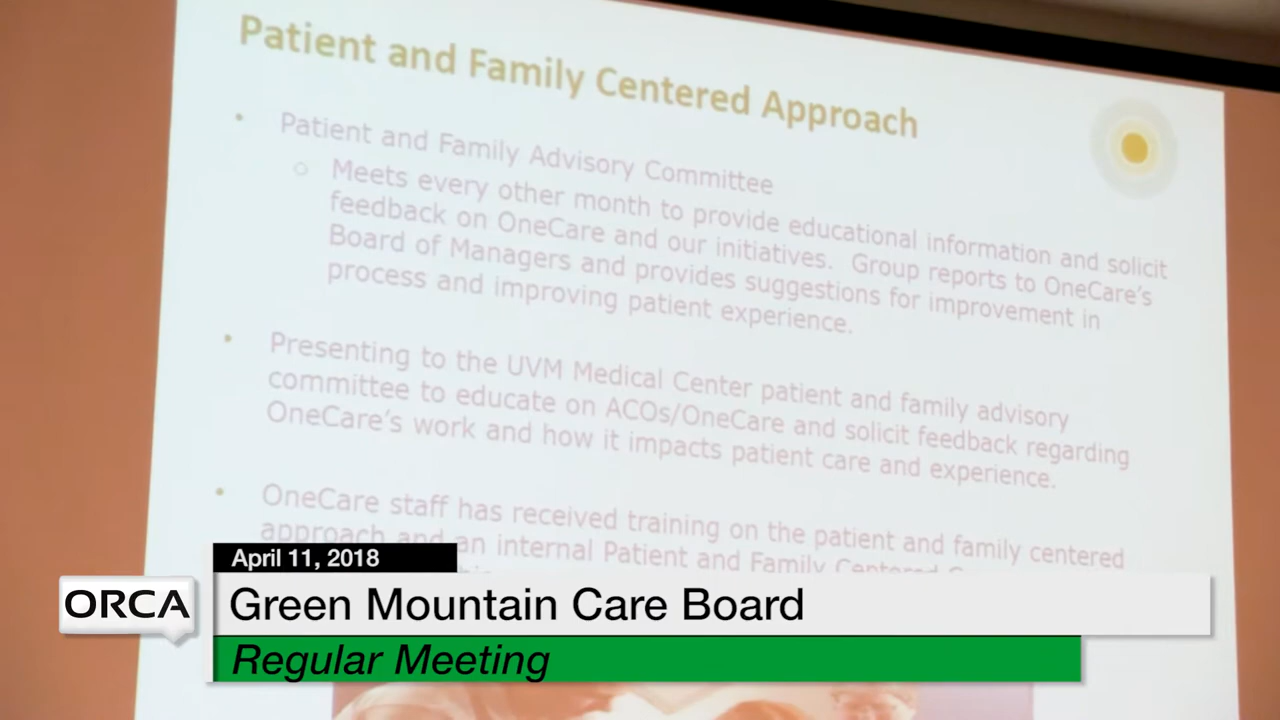 Patient and Family Centered Approach
• Patient and Family Advisory Committee
○ Meets every other month to provide educational information and solicit
feedback on OneCare and our initiatives. Group reports to OneCare's
Board of Managers and provides suggestions for improvement in
process and improving patient experience.
• Presenting to the UVM Medical Center patient and family advisory
committee to educate on ACOs/OneCare and solicit feedback regarding
OneCare's work and how it impacts patient care and experience.
• OneCare staff has received training on the patient and family centered
approach and an internal Patient and Family Centered
April 11, 2018
ORCA
Green Mountain Care Board
Regular Meeting